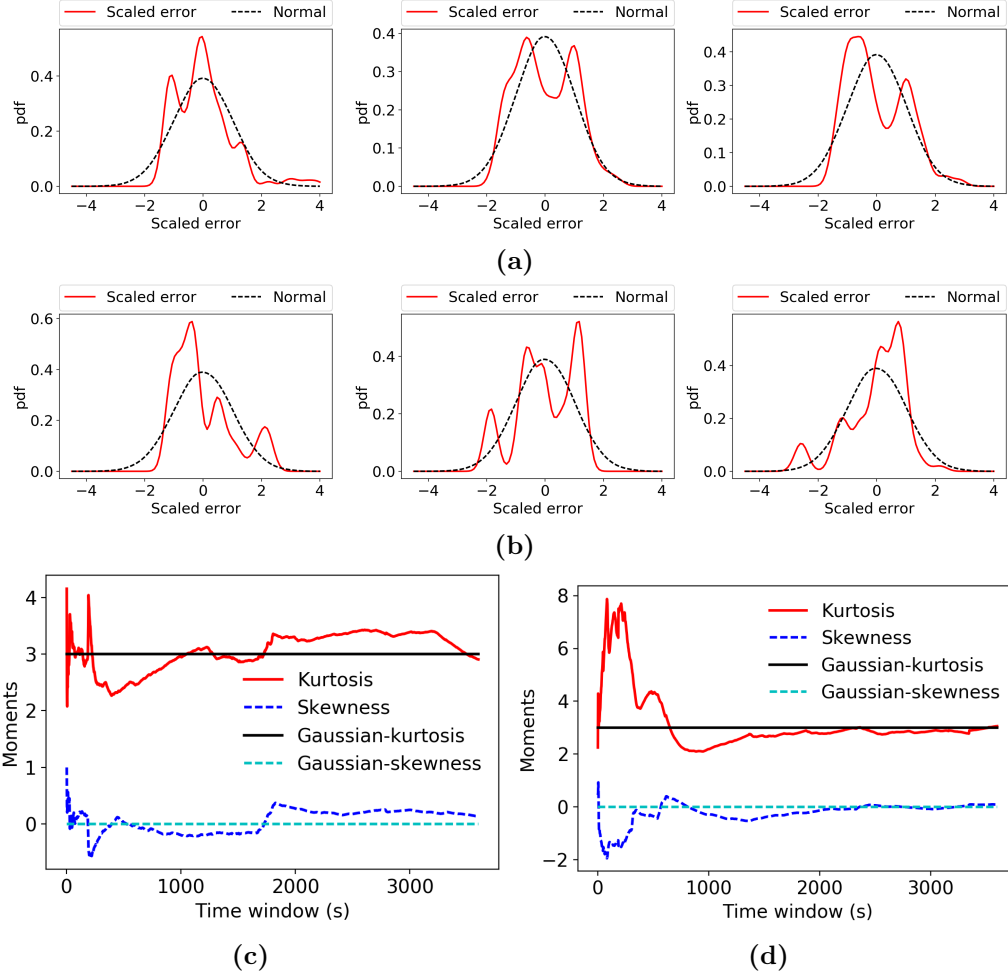 Scaled error Normal Scaled error Normal Scaled error Normal
0.4
0.2
0.0
pdf
−4 −2 0 2 4
Scaled error
0.4
0.3
0.2
0.1
0.0
pdf
−4 −2 0 2 4
Scaled error
0.4
0.2
0.0
pdf
−4 −2 0 2 4
Scaled error
(a)
Scaled error Normal Scaled error Normal Scaled error Normal
0.6
0.4
0.2
0.0
pdf
−4 −2 0 2 4
Scaled error
0.4
0.2
0.0
pdf
−4 −2 0 2 4
Scaled error
0.4
0.2
0.0
pdf
−4 −2 0 2 4
Scaled error
(b)
4
3
2
1
0
Moments
Kurtosis
Skewness
Gaussian-kurtosis
Gaussian-skewness
0 1000 2000 3000
Time window (s)
(c)
8
6
4
2
0
−2
Moments
Kurtosis
Skewness
Gaussian-kurtosis
Gaussian-skewness
0 1000 2000 3000
Time window (s)
(d)